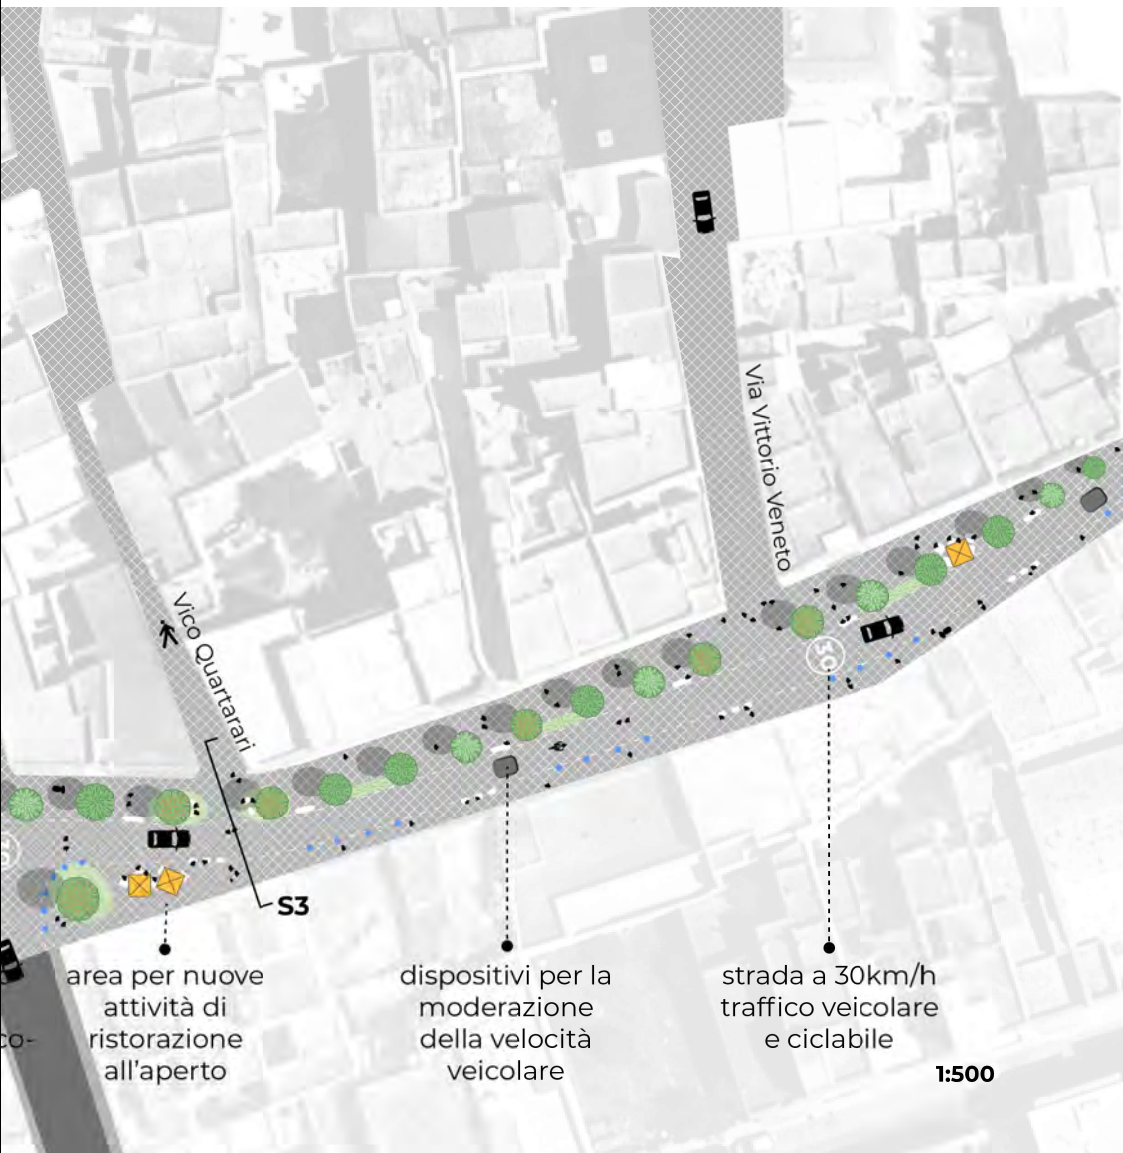 Via Vittorio Veneto
Vico Quartarari
30
S3
area per nuove
attività di
ristorazione
all'aperto
dispositivi per la
moderazione
della velocità
veicolare
strada a 30km/h
traffico veicolare
e ciclabile
co-
1:500